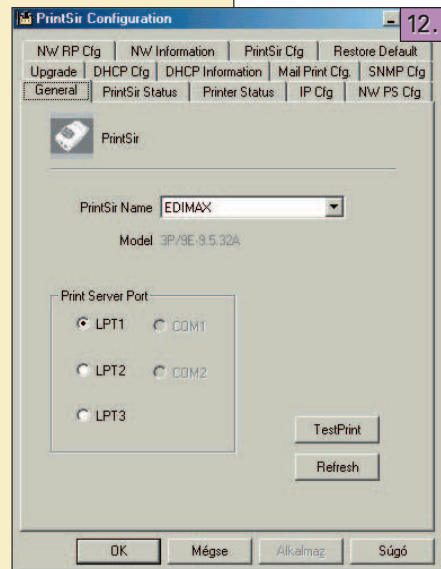 PrintSir Configuration
12.
NW RP Cfg NW Information PrintSir Cfg Restore Default
Upgrade DHCP Cfg DHCP Information Mail Print Cfg. SNMP Cfg
General PrintSir Status Printer Status IP Cfg NW PS Cfg
PrintSir
PrintSir Name EDIMAX
Model 3P/9E-9.5.32A
Print Server Port
LPT1 COM1
LPT2 COM2
LPT3
TestPrint
Refresh
OK Mégse Alkalmaz Súgó